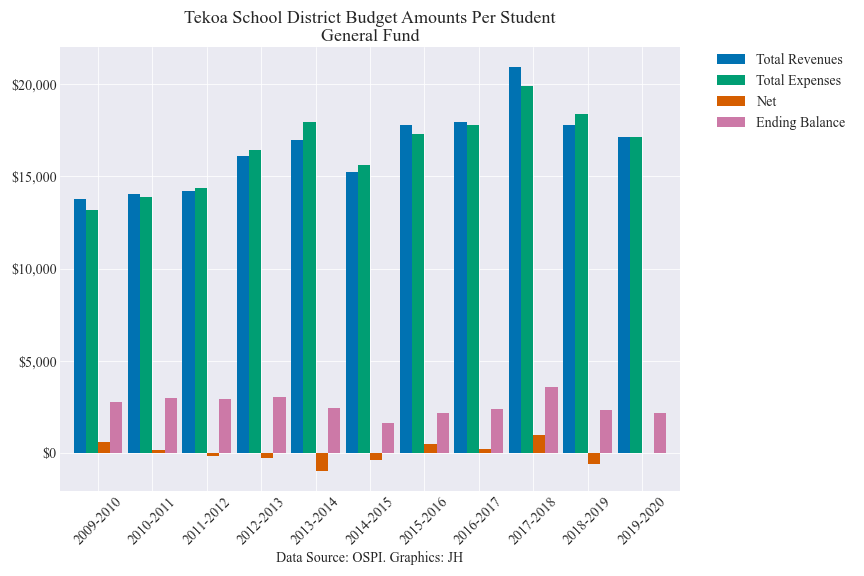 Tekoa School District Budget Amounts Per Student
General Fund
Total Revenues
Total Expenses
Net
Ending Balance
$20,000
$15,000
$10,000
$5,000
$0
2009-2010
2010-2011
2011-2012
2012-2013
2013-2014
2014-2015
2015-2016
2016-2017
2017-2018
2018-2019
2019-2020
Data Source: OSPI. Graphics: JH